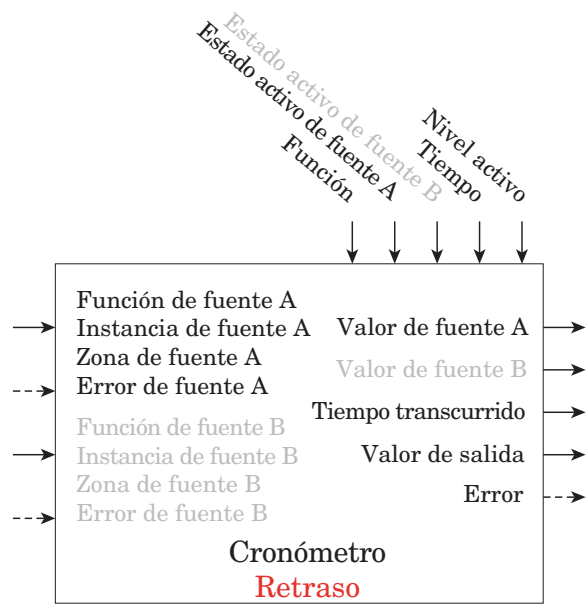 Función
Estado activo de fuente A
Estado activo de fuente B
Tiempo
Nivel activo
Función de fuente A
Instancia de fuente A
Zona de fuente A
Error de fuente A
Función de fuente B
Instancia de fuente B
Zona de fuente B
Error de fuente B
Valor de fuente A
Valor de fuente B
Tiempo transcurrido
Valor de salida
Error
Cronómetro
Retraso